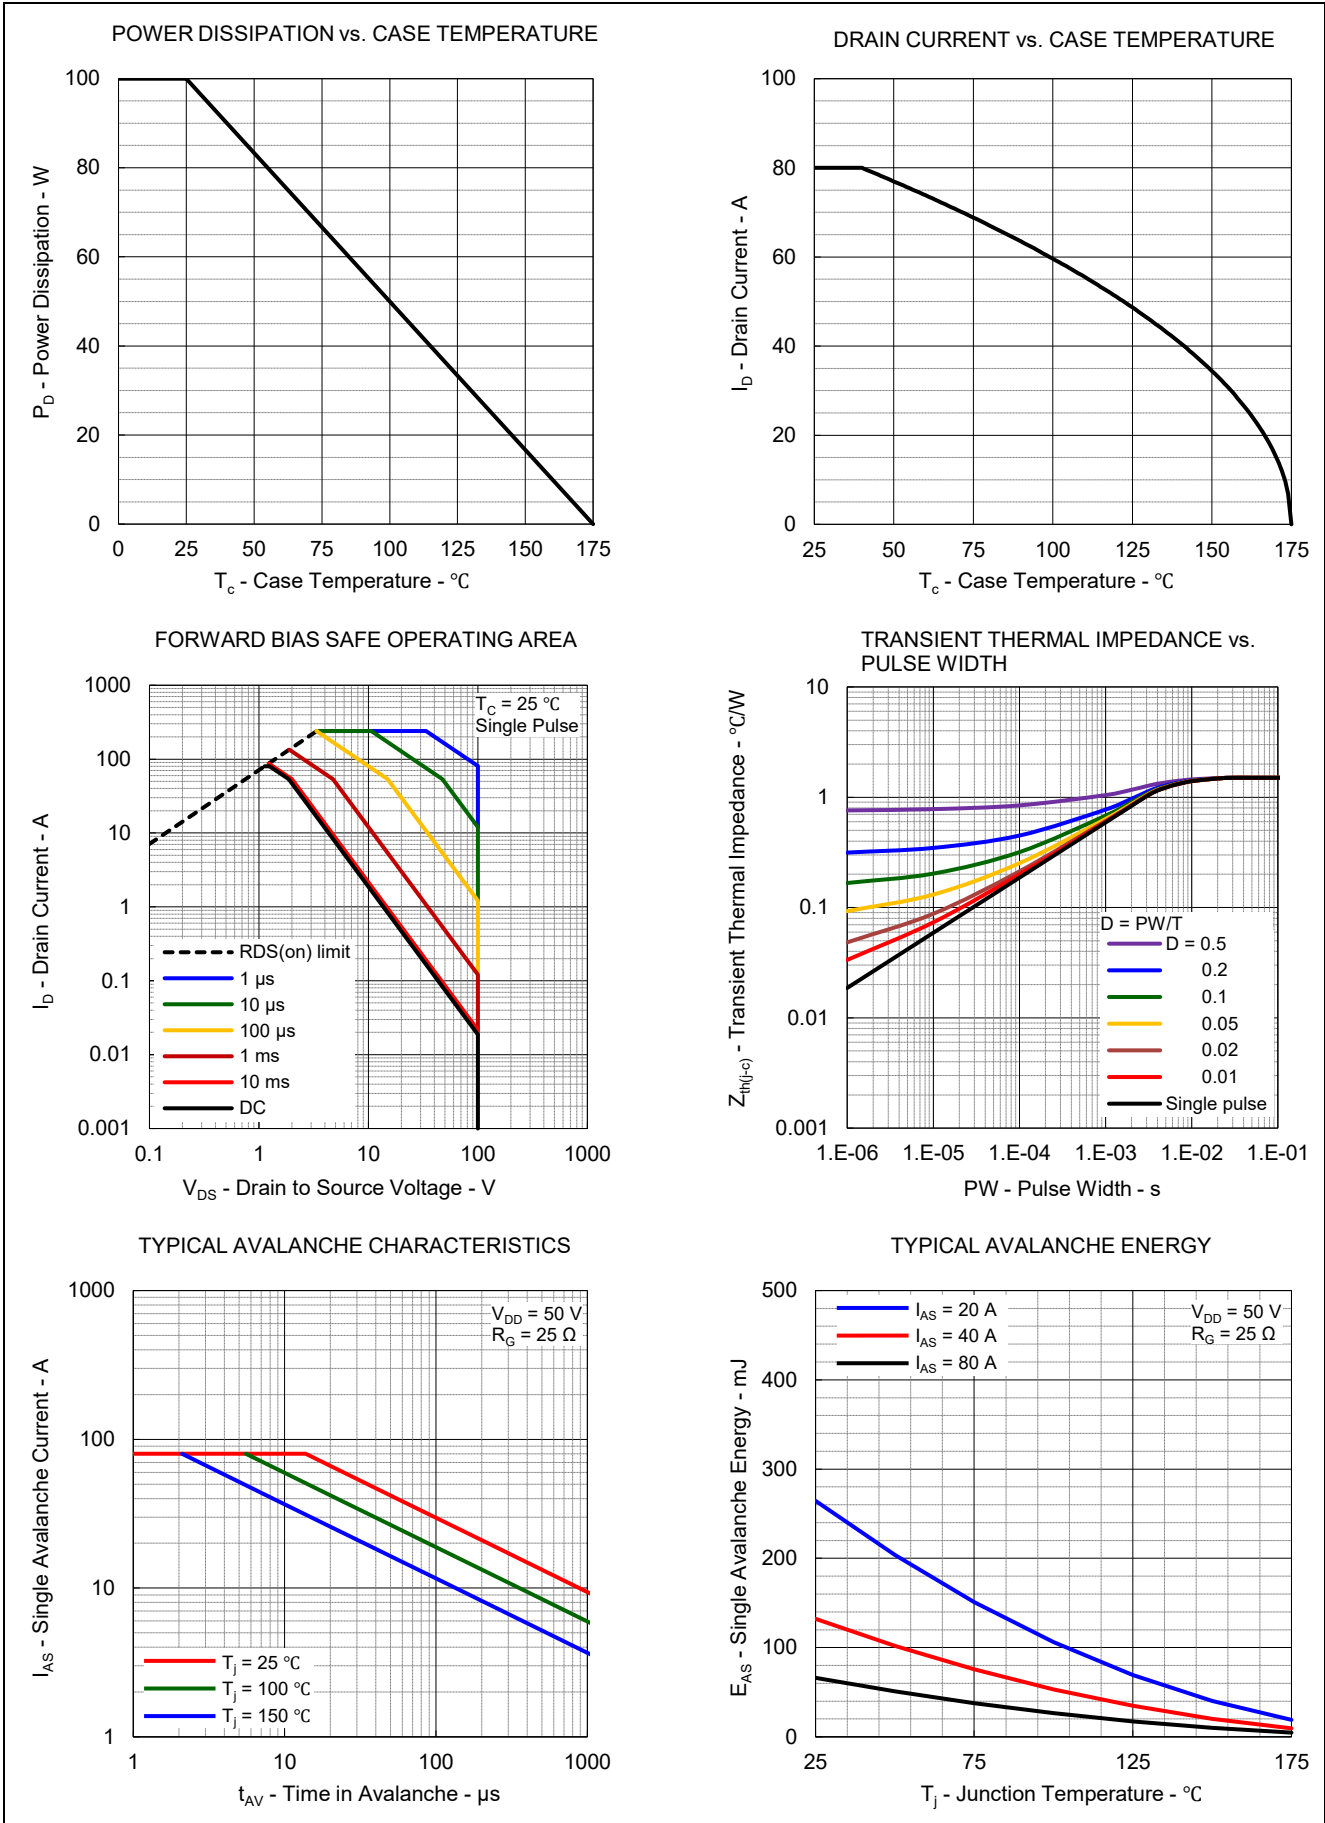 POWER DISSIPATION vs. CASE TEMPERATURE
100
80
60
40
20
0
P_D - Power Dissipation - W
0 25 50 75 100 125 150 175
T_c - Case Temperature - ℃
DRAIN CURRENT vs. CASE TEMPERATURE
100
80
60
40
20
0
I_D - Drain Current - A
25 50 75 100 125 150 175
T_c - Case Temperature - ℃
FORWARD BIAS SAFE OPERATING AREA
1000
100
10
1
0.1
0.01
0.001
I_D - Drain Current - A
T_C = 25 ℃
Single Pulse
RDS(on) limit
1 µs
10 µs
100 µs
1 ms
10 ms
DC
0.1 1 10 100 1000
V_DS - Drain to Source Voltage - V
TRANSIENT THERMAL IMPEDANCE vs.
PULSE WIDTH
10
1
0.1
0.01
0.001
Z_th(j-c) - Transient Thermal Impedance - ℃/W
D = PW/T
D = 0.5
0.2
0.1
0.05
0.02
0.01
Single pulse
1.E-06 1.E-05 1.E-04 1.E-03 1.E-02 1.E-01
PW - Pulse Width - s
TYPICAL AVALANCHE CHARACTERISTICS
1000
100
10
1
I_AS - Single Avalanche Current - A
V_DD = 50 V
R_G = 25 Ω
T_j = 25 ℃
T_j = 100 ℃
T_j = 150 ℃
1 10 100 1000
t_AV - Time in Avalanche - µs
TYPICAL AVALANCHE ENERGY
500
400
300
200
100
0
E_AS - Single Avalanche Energy - mJ
I_AS = 20 A
I_AS = 40 A
I_AS = 80 A
V_DD = 50 V
R_G = 25 Ω
25 75 125 175
T_j - Junction Temperature - ℃